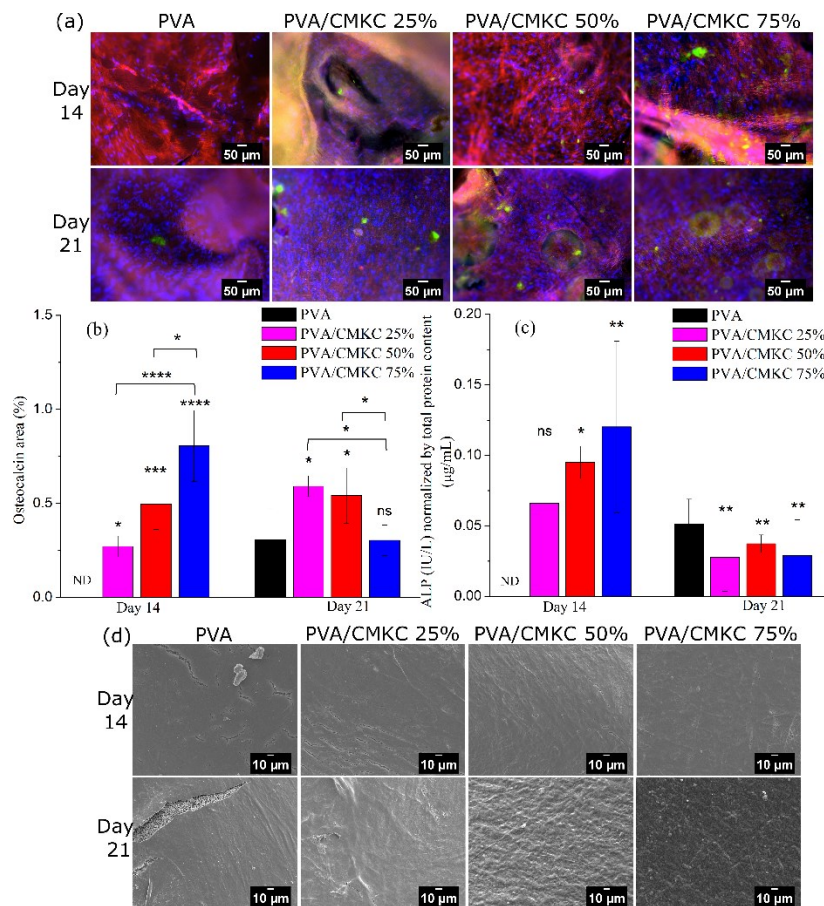 (a) PVA PVA/CMKC 25% PVA/CMKC 50% PVA/CMKC 75%
Day
14
50 µm 50 µm 50 µm 50 µm
Day
21
50 µm 50 µm 50 µm 50 µm
(b)
Osteocalcin area (%)
1.5
1.0
0.5
0.0
PVA
PVA/CMKC 25%
PVA/CMKC 50%
PVA/CMKC 75%
*
****
****
***
*
ND
*
*
*
*
ns
Day 14 Day 21
(c)
ALP (IU/L) normalized by total protein content
(µg/mL)
0.20
0.15
0.10
0.05
0.00
PVA
PVA/CMKC 25%
PVA/CMKC 50%
PVA/CMKC 75%
**
*
ns
ND
**
**
**
Day 14 Day 21
(d) PVA PVA/CMKC 25% PVA/CMKC 50% PVA/CMKC 75%
Day
14
10 µm 10 µm 10 µm 10 µm
Day
21
10 µm 10 µm 10 µm 10 µm